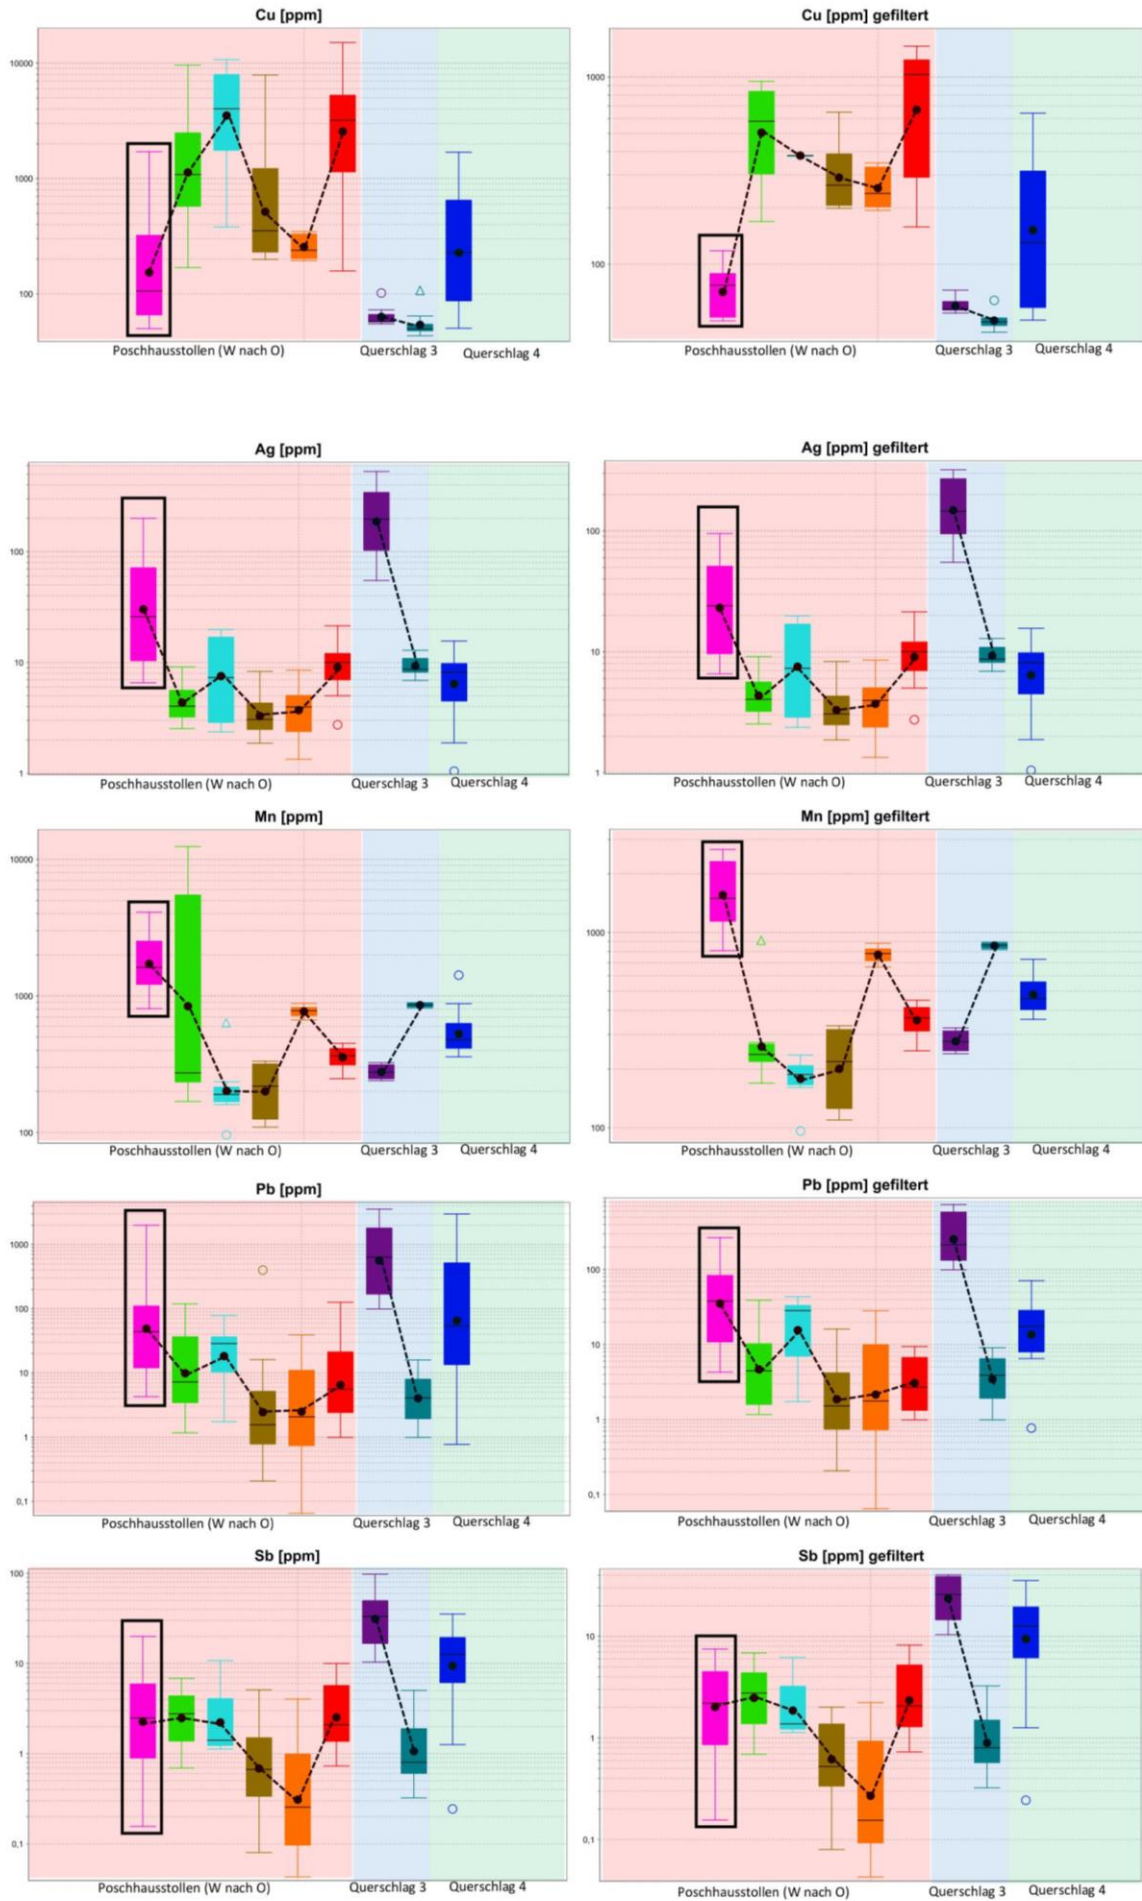 Cu [ppm]
10000
1000
100
Poschhausstollen (W nach O)
Querschlag 3
Querschlag 4
Cu [ppm] gefiltert
1000
100
Poschhausstollen (W nach O)
Querschlag 3
Querschlag 4
Ag [ppm]
100
10
1
Poschhausstollen (W nach O)
Querschlag 3
Querschlag 4
Ag [ppm] gefiltert
100
10
1
Poschhausstollen (W nach O)
Querschlag 3
Querschlag 4
Mn [ppm]
10000
1000
100
Poschhausstollen (W nach O)
Querschlag 3
Querschlag 4
Mn [ppm] gefiltert
1000
100
Poschhausstollen (W nach O)
Querschlag 3
Querschlag 4
Pb [ppm]
1000
100
10
1
0,1
Poschhausstollen (W nach O)
Querschlag 3
Querschlag 4
Pb [ppm] gefiltert
100
10
1
0,1
Poschhausstollen (W nach O)
Querschlag 3
Querschlag 4
Sb [ppm]
100
10
1
0,1
Poschhausstollen (W nach O)
Querschlag 3
Querschlag 4
Sb [ppm] gefiltert
10
1
0,1
Poschhausstollen (W nach O)
Querschlag 3
Querschlag 4